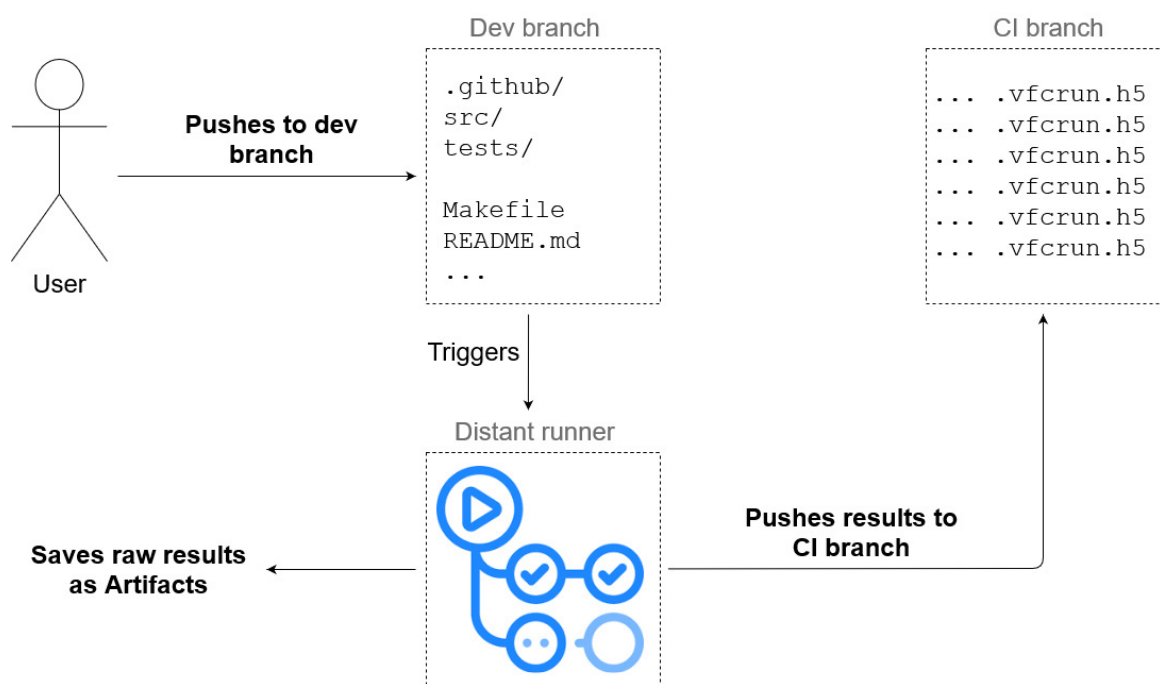 Dev branch
.github/
src/
tests/
Makefile
README.md
...
CI branch
... .vfcrun.h5
... .vfcrun.h5
... .vfcrun.h5
... .vfcrun.h5
... .vfcrun.h5
... .vfcrun.h5
Pushes to dev
branch
User
Triggers
Distant runner
Saves raw results
as Artifacts
Pushes results to
CI branch